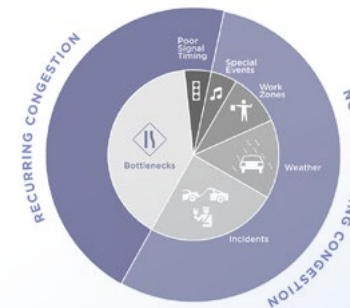 RECURRING CONGESTION
Poor
Signal
Timing
Special
Events
Work
Zones
Weather
Incidents
Bottlenecks
CONGESTION